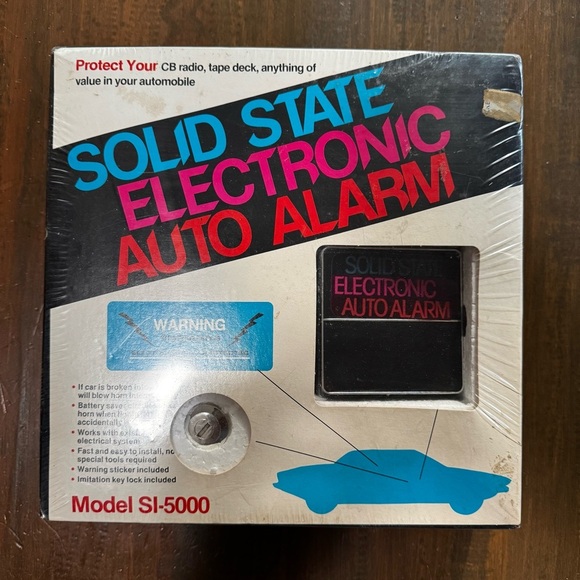 Protect Your CB radio, tape deck, anything of
value in your automobile
SOLID STATE
ELECTRONIC
AUTO ALARM
SOLID STATE
ELECTRONIC
AUTO ALARM
WARNING
• If car is broken
will blow horn
• Battery saver
horn when
accidentally
• Works with
electrical system
• Fast and easy to install, no
special tools required
• Warning sticker included
• Imitation key lock included
Model SI-5000